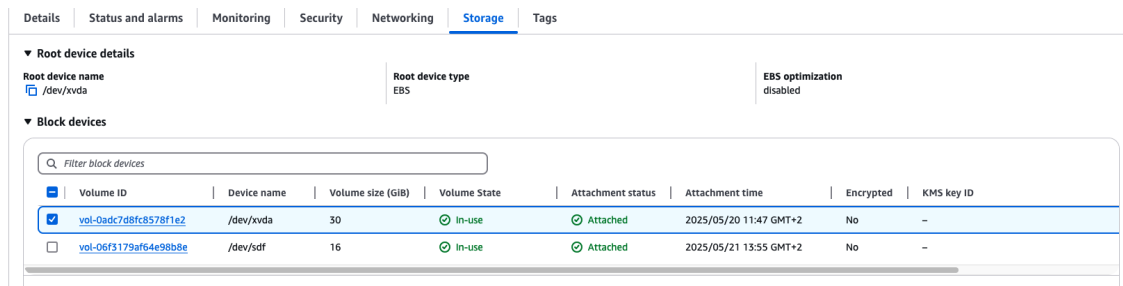 Details Status and alarms Monitoring Security Networking Storage Tags
▼ Root device details
Root device name Root device type EBS optimization
/dev/xvda EBS disabled
▼ Block devices
Filter block devices
Volume ID Device name Volume size (GiB) Volume State Attachment status Attachment time Encrypted KMS key ID
vol-0adc7d8fc8578f1e2 /dev/xvda 30 In-use Attached 2025/05/20 11:47 GMT+2 No –
vol-06f3179af64e98b8e /dev/sdf 16 In-use Attached 2025/05/21 13:55 GMT+2 No –